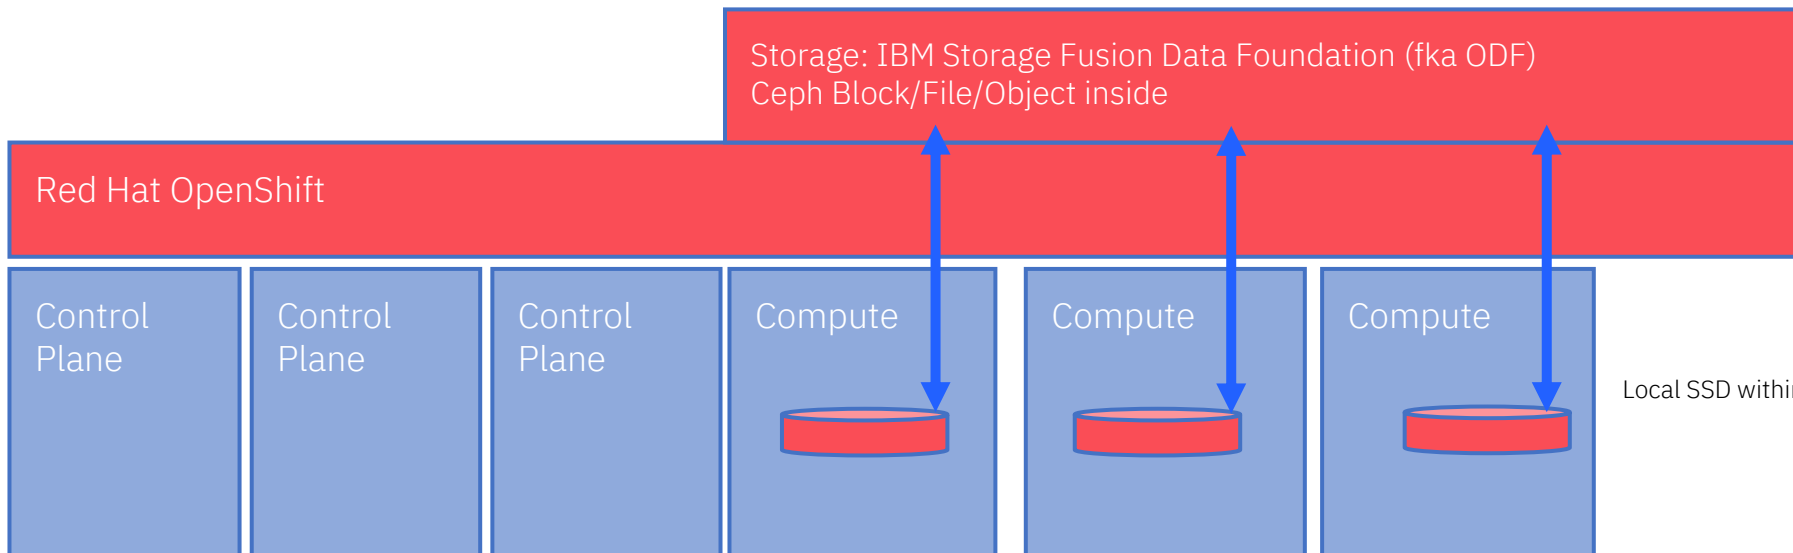 Storage: IBM Storage Fusion Data Foundation (fka ODF)
Ceph Block/File/Object inside
Red Hat OpenShift
Control
Plane
Control
Plane
Control
Plane
Compute
Compute
Compute
Local SSD within